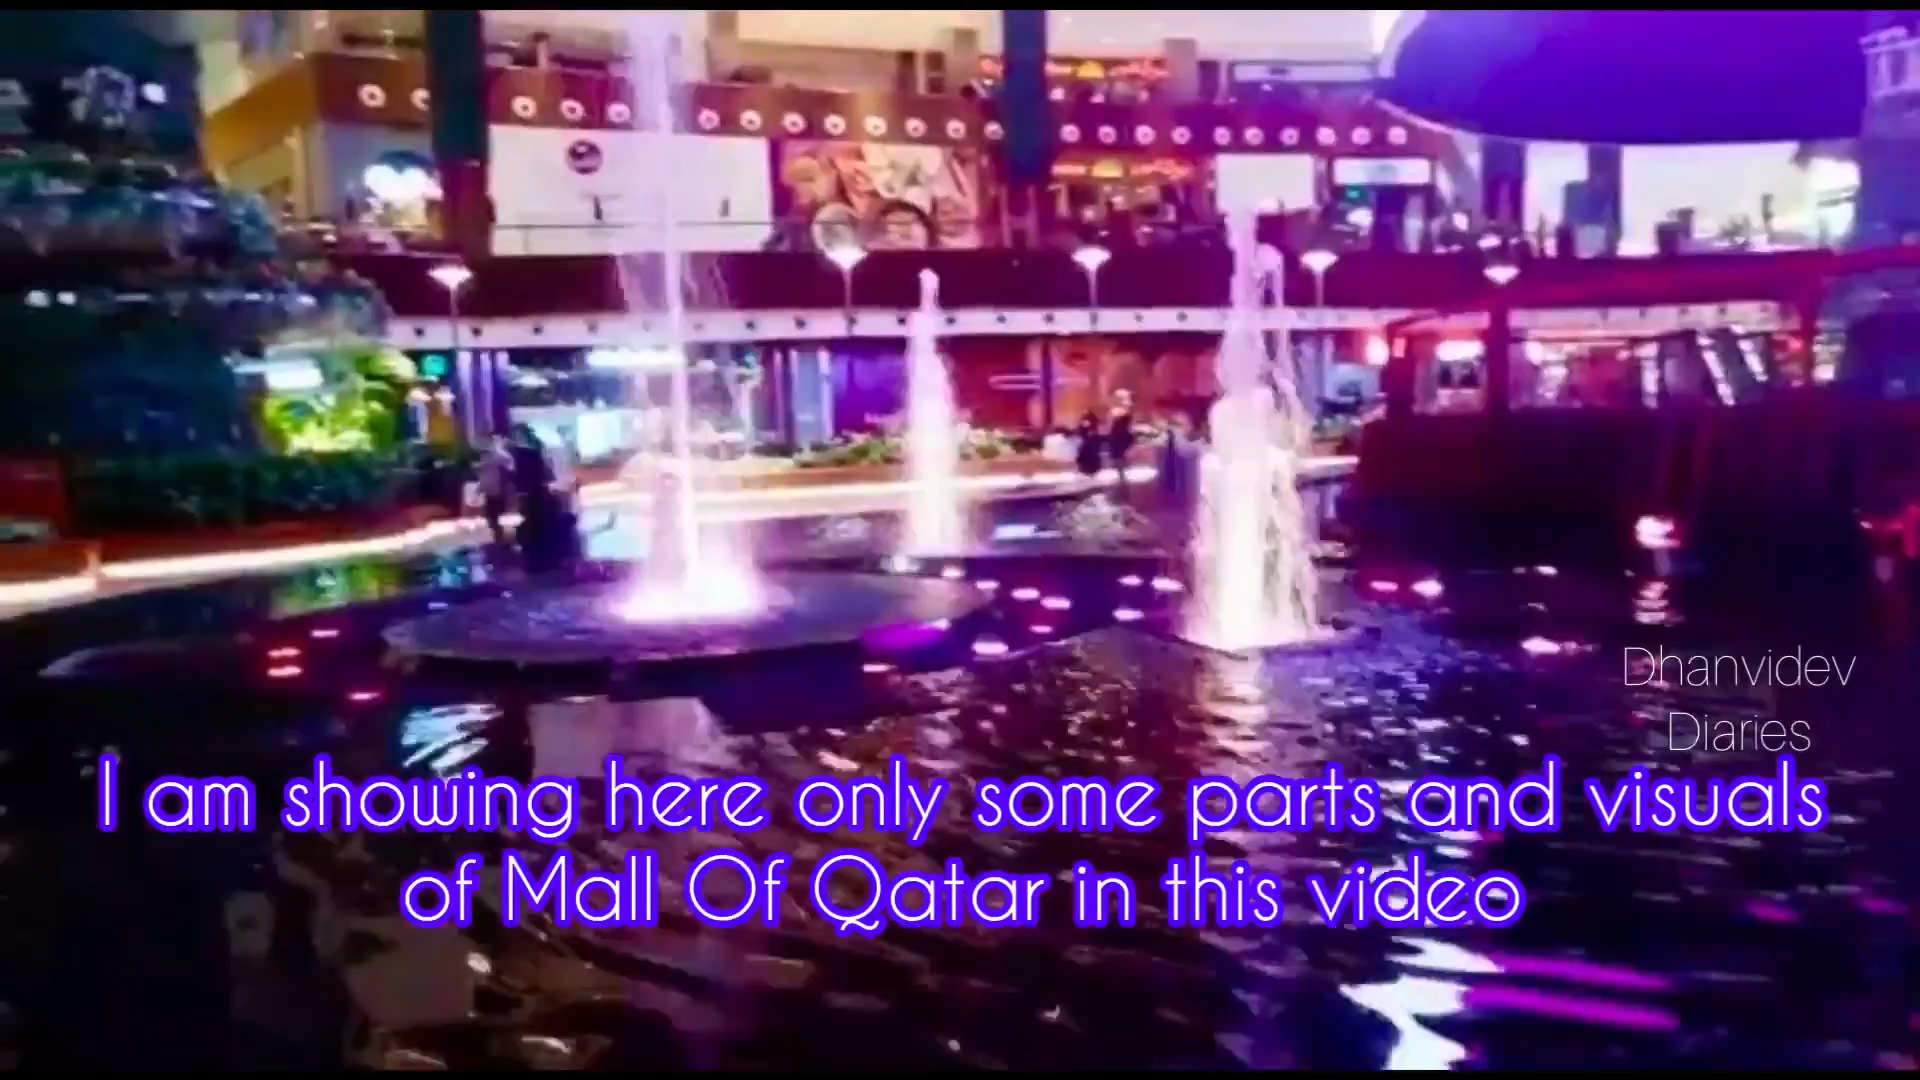 Dhanvidev
Diaries
I am showing here only some parts and visuals
of Mall Of Qatar in this video